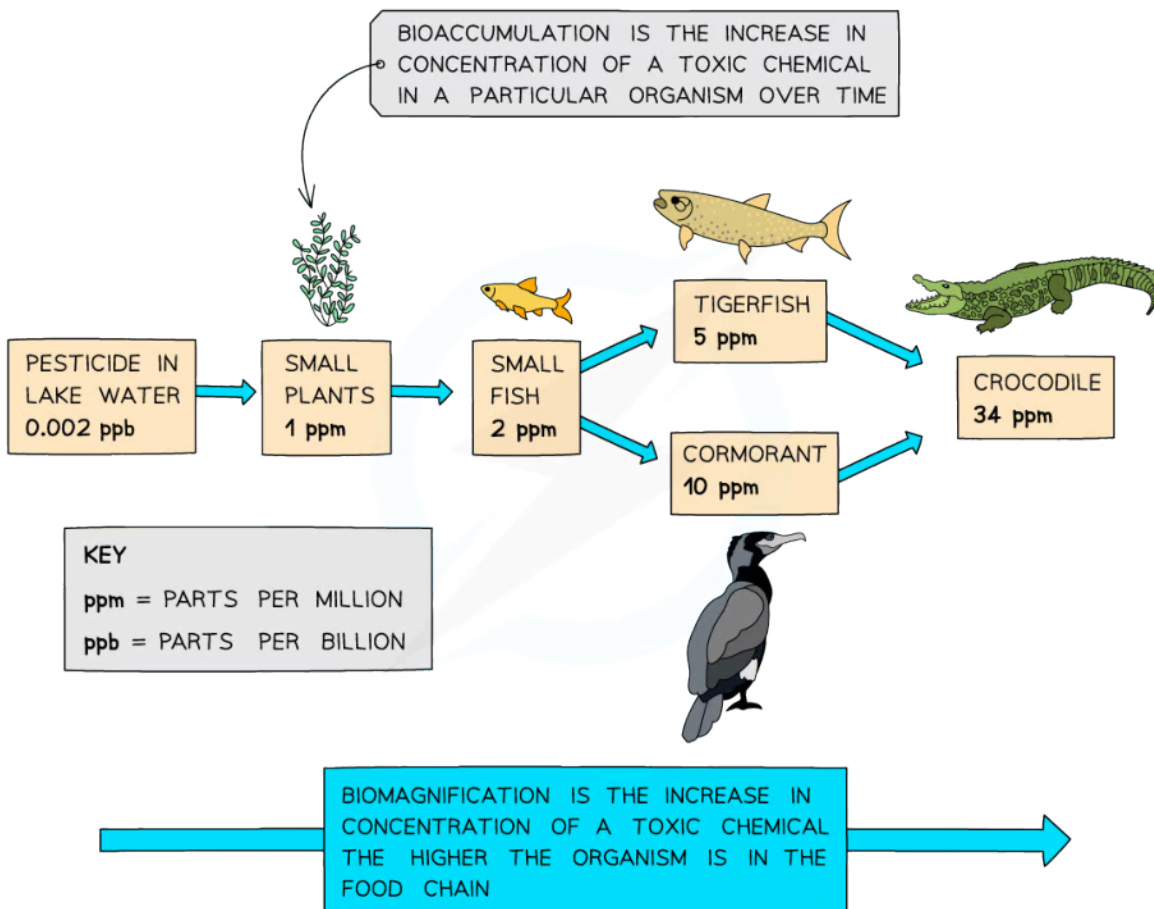 BIOACCUMULATION IS THE INCREASE IN
CONCENTRATION OF A TOXIC CHEMICAL
IN A PARTICULAR ORGANISM OVER TIME
PESTICIDE IN
LAKE WATER
0.002 ppb
SMALL
PLANTS
1 ppm
SMALL
FISH
2 ppm
TIGERFISH
5 ppm
CORMORANT
10 ppm
CROCODILE
34 ppm
KEY
ppm = PARTS PER MILLION
ppb = PARTS PER BILLION
BIOMAGNIFICATION IS THE INCREASE IN
CONCENTRATION OF A TOXIC CHEMICAL
THE HIGHER THE ORGANISM IS IN THE
FOOD CHAIN